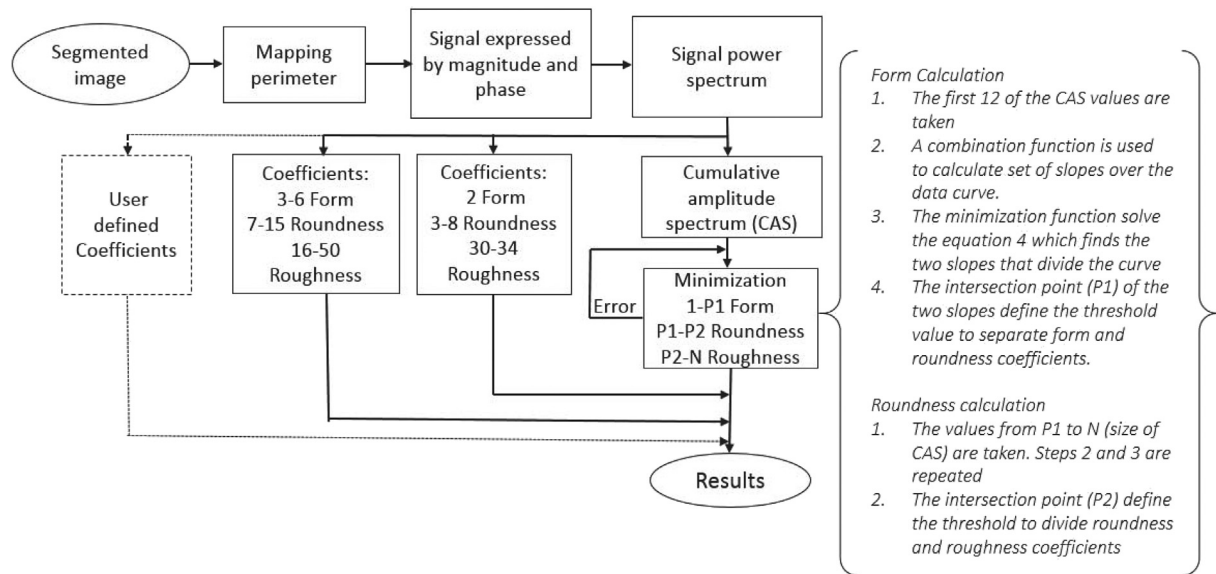 Segmented
image
Mapping
perimeter
Signal expressed
by magnitude and
phase
Signal power
spectrum
User
defined
Coefficients
Coefficients:
3-6 Form
7-15 Roundness
16-50
Roughness
Coefficients:
2 Form
3-8 Roundness
30-34
Roughness
Cumulative
amplitude
spectrum (CAS)
Error
Minimization
1-P1 Form
P1-P2 Roundness
P2-N Roughness
Results
Form Calculation
1. The first 12 of the CAS values are
taken
2. A combination function is used
to calculate set of slopes over the
data curve.
3. The minimization function solve
the equation 4 which finds the
two slopes that divide the curve
4. The intersection point (P1) of the
two slopes define the threshold
value to separate form and
roundness coefficients.
Roundness calculation
1. The values from P1 to N (size of
CAS) are taken. Steps 2 and 3 are
repeated
2. The intersection point (P2) define
the threshold to divide roundness
and roughness coefficients